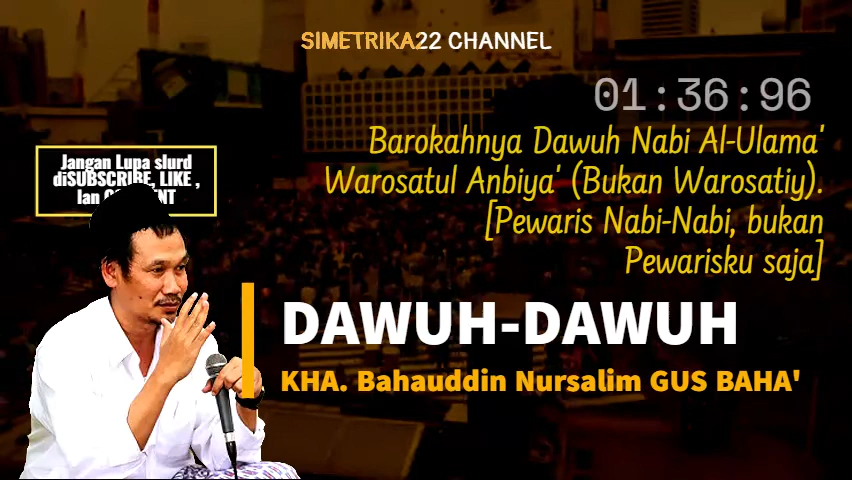 SIMETRIKA22 CHANNEL
01:36:96
Barokahnya Dawuh Nabi Al-Ulama'
Warosatul Anbiya' (Bukan Warosatiy).
[Pewaris Nabi-Nabi, bukan
Pewarisku saja]
Jangan Lupa slurd
diSUBSCRIBE, LIKE ,
lan
DAWUH-DAWUH
KHA. Bahauddin Nursalim GUS BAHA'